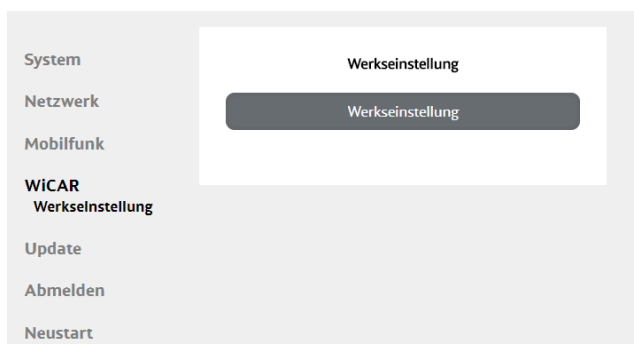 System
Netzwerk
Mobilfunk
WiCAR
Werkseinstellung
Update
Abmelden
Neustart
Werkseinstellung
Werkseinstellung